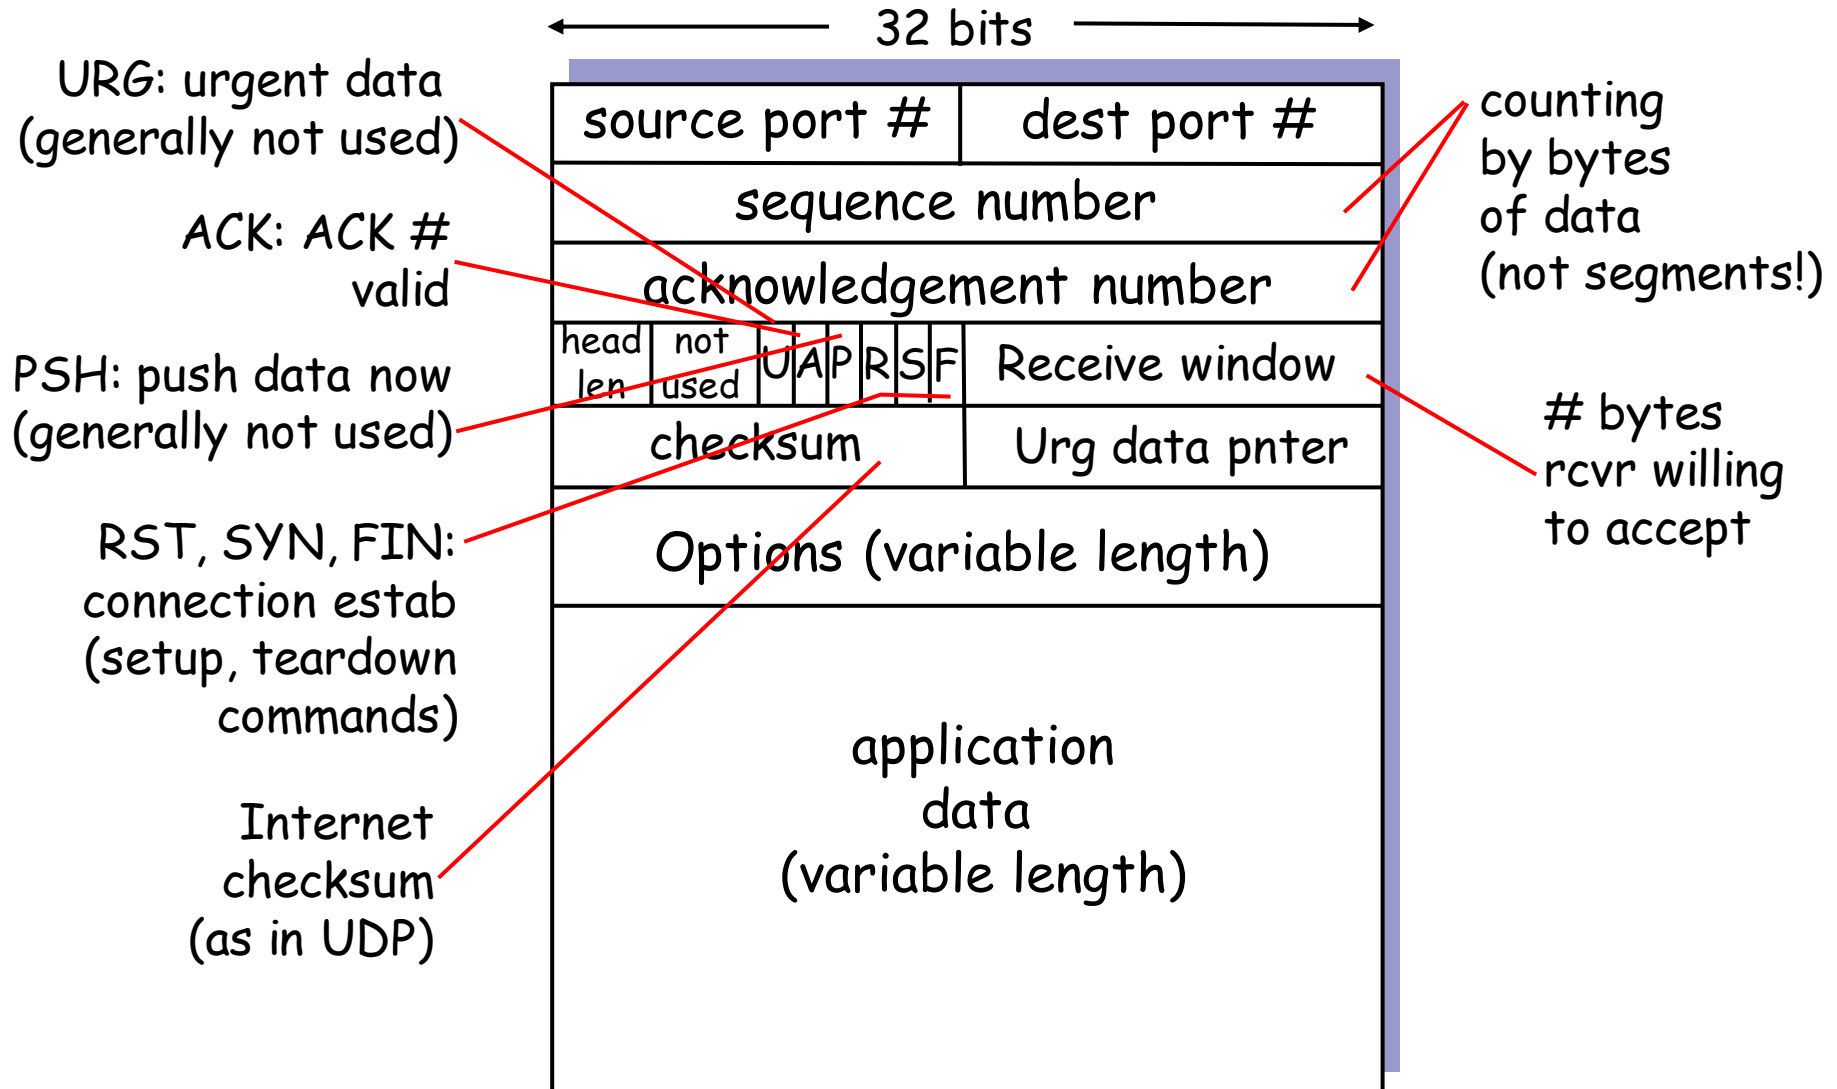 32 bits
URG: urgent data
(generally not used)
ACK: ACK #
valid
PSH: push data now
(generally not used)
RST, SYN, FIN:
connection estab
(setup, teardown
commands)
Internet
checksum
(as in UDP)
source port #
dest port #
sequence number
acknowledgement number
head
len
not
used
U
A
P
R
S
F
Receive window
checksum
Urg data pnter
Options (variable length)
application
data
(variable length)
counting
by bytes
of data
(not segments!)
# bytes
rcvr willing
to accept